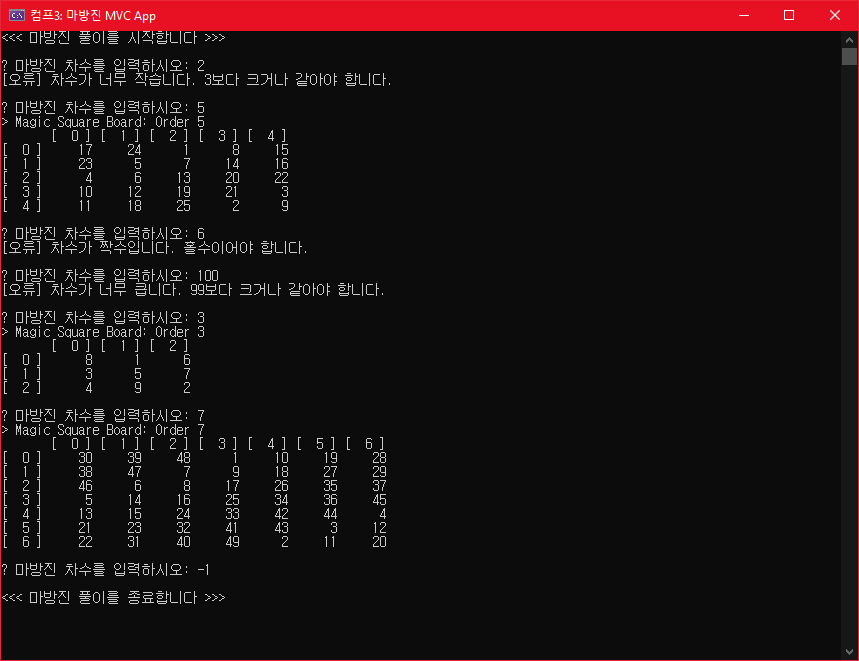 컴프3: 마방진 MVC App
<<< 마방진 풀이를 시작합니다 >>>
? 마방진 차수를 입력하시오: 2
[오류] 차수가 너무 작습니다. 3보다 크거나 같아야 합니다.
? 마방진 차수를 입력하시오: 5
> Magic Square Board: Order 5
[ 0 ] [ 1 ] [ 2 ] [ 3 ] [ 4 ]
[ 0 ] 17 24 1 8 15
[ 1 ] 23 5 7 14 16
[ 2 ] 4 6 13 20 22
[ 3 ] 10 12 19 21 3
[ 4 ] 11 18 25 2 9
? 마방진 차수를 입력하시오: 6
[오류] 차수가 짝수입니다. 홀수이어야 합니다.
? 마방진 차수를 입력하시오: 100
[오류] 차수가 너무 큽니다. 99보다 크거나 같아야 합니다.
? 마방진 차수를 입력하시오: 3
> Magic Square Board: Order 3
[ 0 ] [ 1 ] [ 2 ]
[ 0 ] 8 1 6
[ 1 ] 3 5 7
[ 2 ] 4 9 2
? 마방진 차수를 입력하시오: 7
> Magic Square Board: Order 7
[ 0 ] [ 1 ] [ 2 ] [ 3 ] [ 4 ] [ 5 ] [ 6 ]
[ 0 ] 30 39 48 1 10 19 28
[ 1 ] 38 47 7 9 18 27 29
[ 2 ] 46 6 8 17 26 35 37
[ 3 ] 5 14 16 25 34 36 45
[ 4 ] 13 15 24 33 42 44 4
[ 5 ] 21 23 32 41 43 3 12
[ 6 ] 22 31 40 49 2 11 20
? 마방진 차수를 입력하시오: -1
<<< 마방진 풀이를 종료합니다 >>>